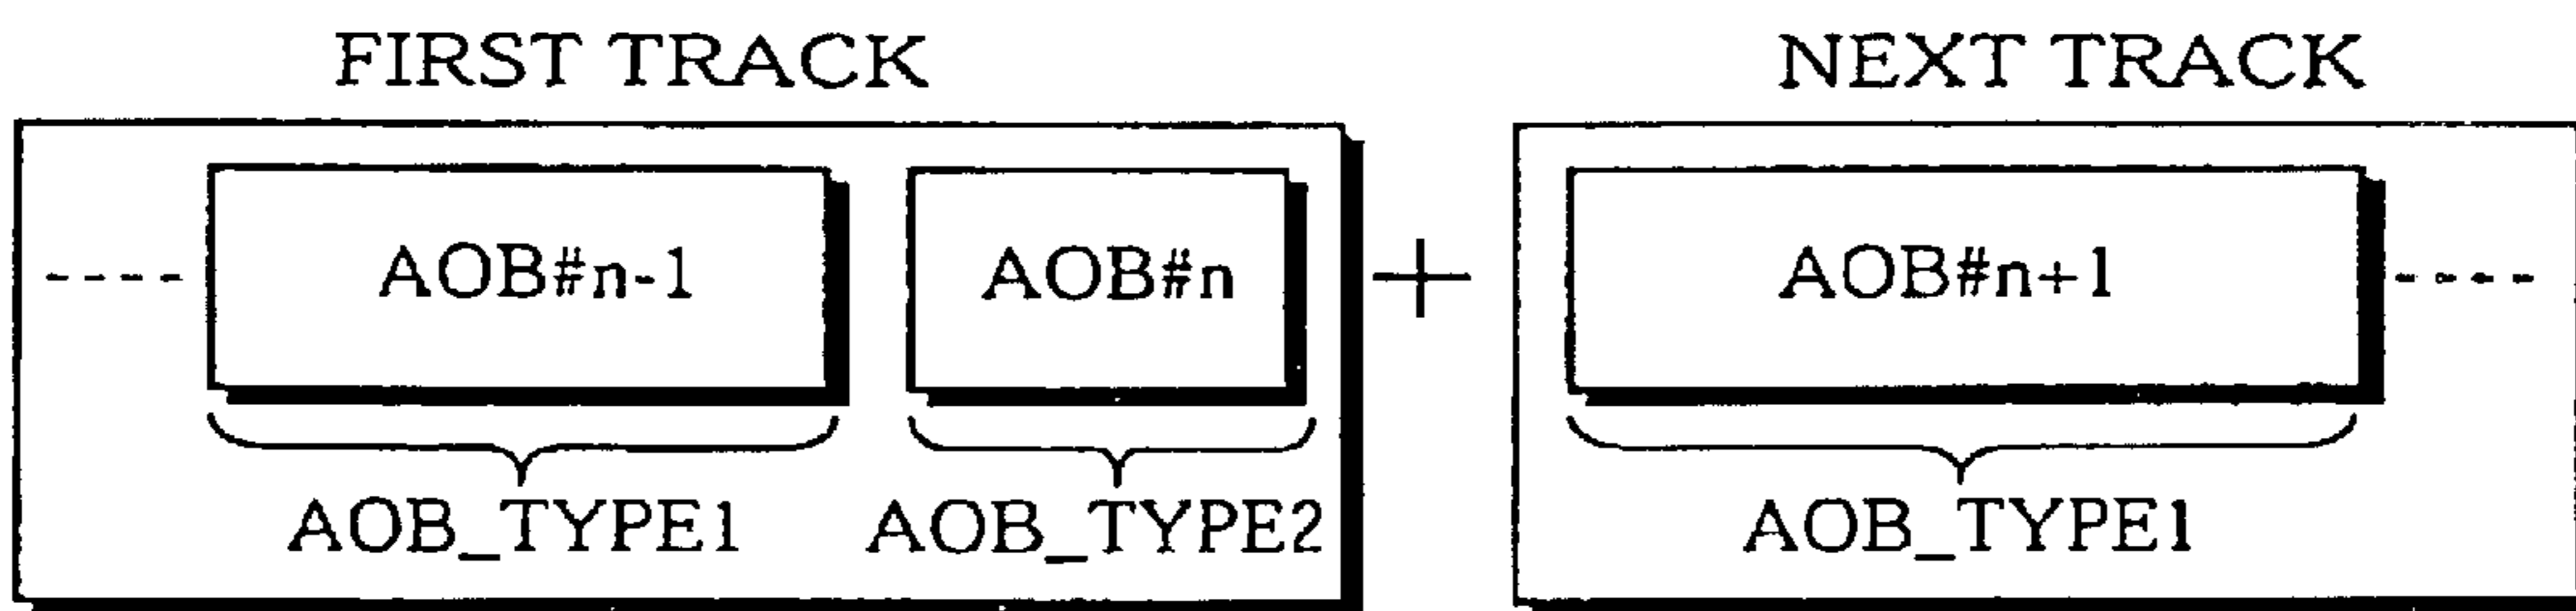 FIRST TRACK NEXT TRACK
---- AOB#n-1 AOB#n + AOB#n+1 ----
AOB_TYPE1 AOB_TYPE2 AOB_TYPE1